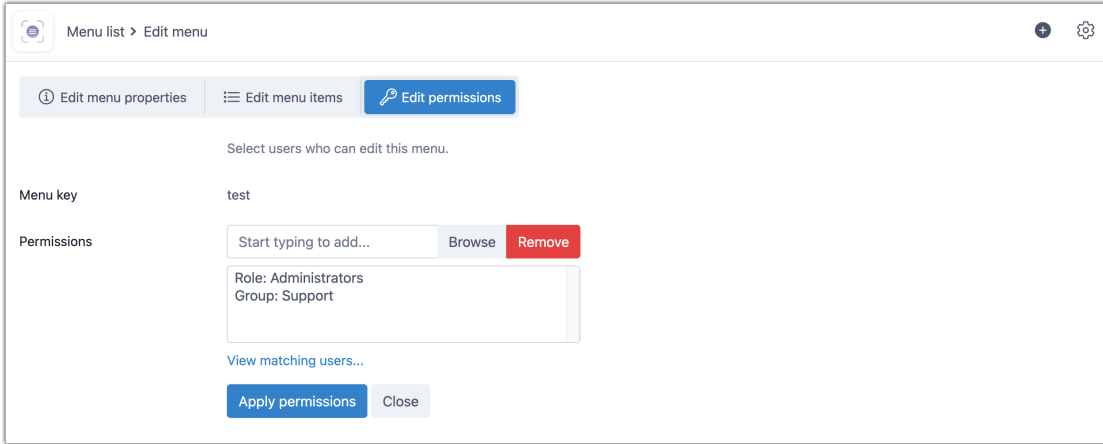 Menu list > Edit menu
Edit menu properties Edit menu items Edit permissions
Select users who can edit this menu.
Menu key test
Permissions Start typing to add... Browse Remove
Role: Administrators
Group: Support
View matching users...
Apply permissions Close